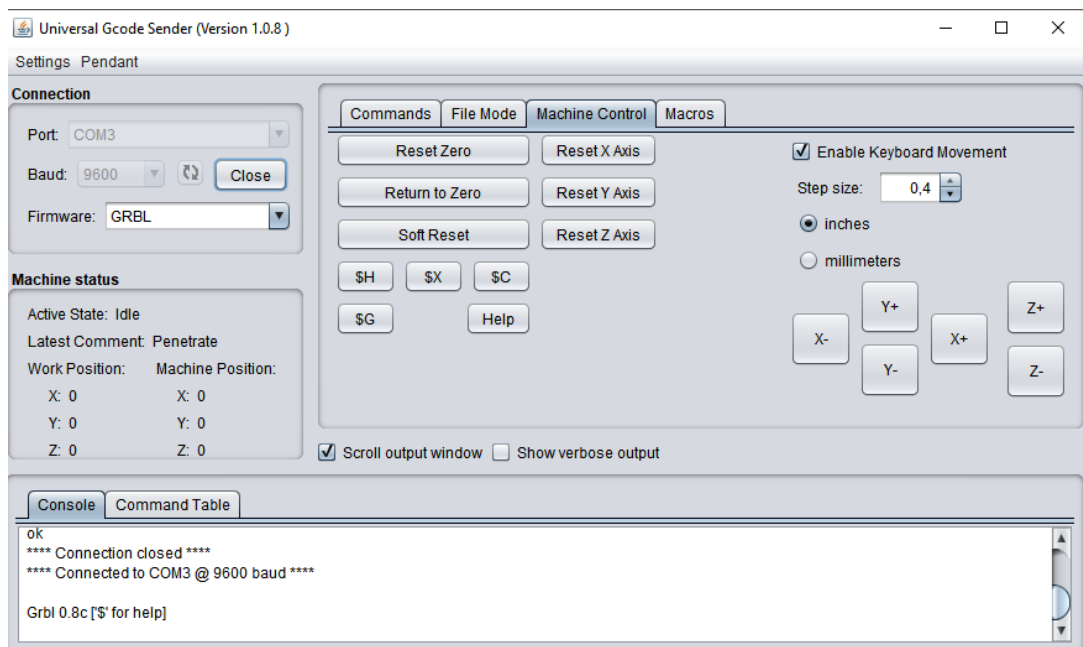 Universal Gcode Sender (Version 1.0.8 )
Settings Pendant
Connection
Port: COM3
Baud: 9600 Close
Firmware: GRBL
Machine status
Active State: Idle
Latest Comment: Penetrate
Work Position: Machine Position:
X: 0 X: 0
Y: 0 Y: 0
Z: 0 Z: 0
Commands File Mode Machine Control Macros
Reset Zero Reset X Axis
Return to Zero Reset Y Axis
Soft Reset Reset Z Axis
$H $X $C
$G Help
Enable Keyboard Movement
Step size: 0,4
inches
millimeters
Y+ Z+
X- X+
Y- Z-
Scroll output window Show verbose output
Console Command Table
ok
**** Connection closed ****
**** Connected to COM3 @ 9600 baud ****
Grbl 0.8c ['$' for help]